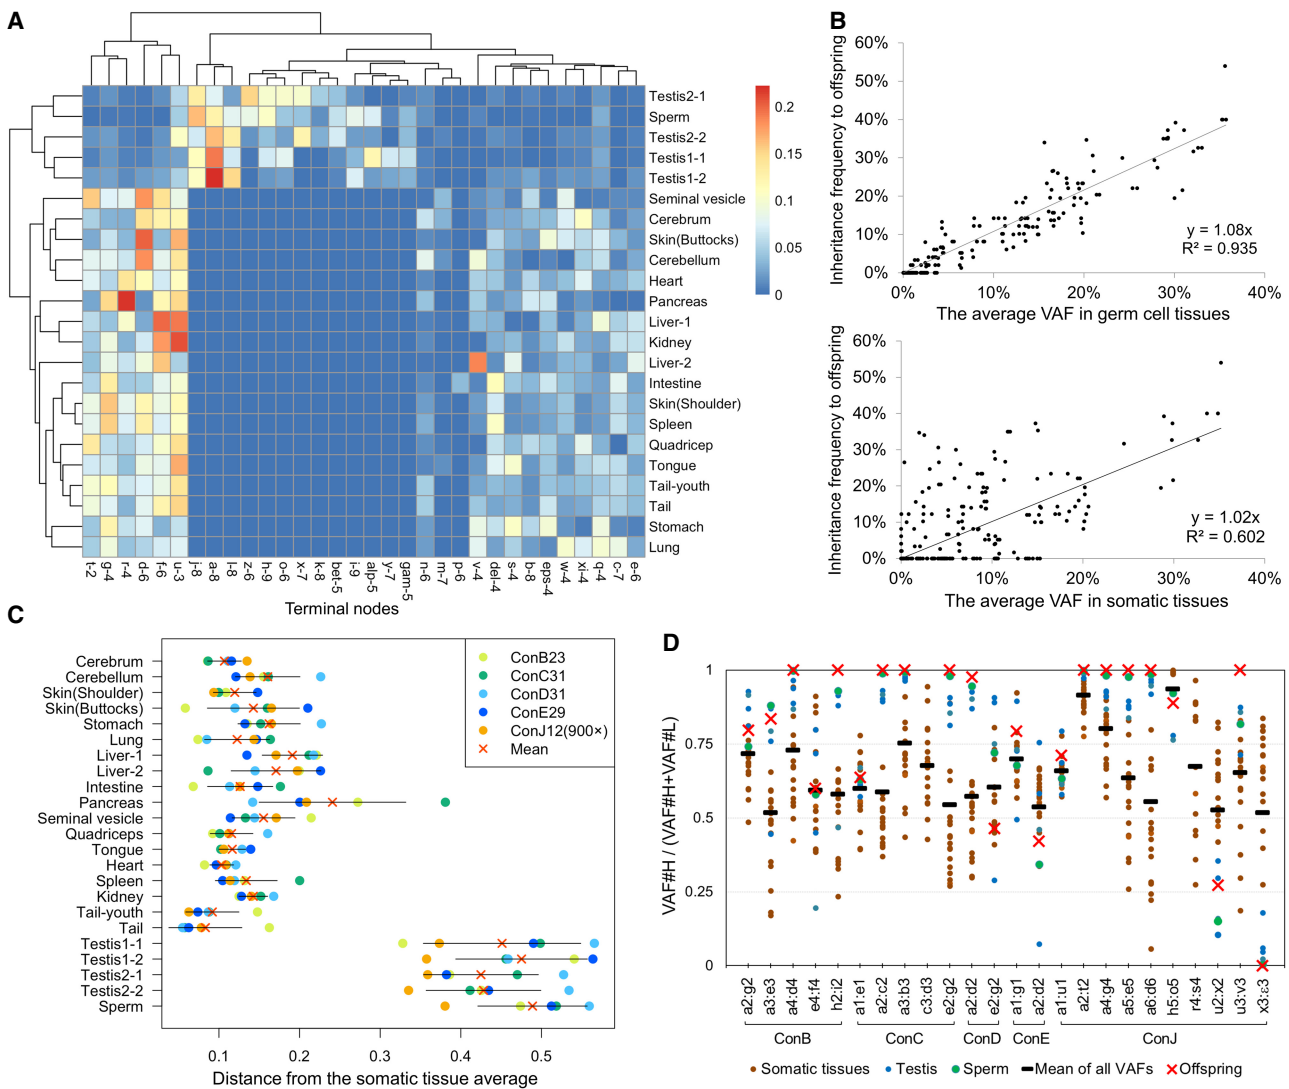 A
Testis2-1
Sperm
Testis2-2
Testis1-1
Testis1-2
Seminal vesicle
Cerebrum
Skin(Buttocks)
Cerebellum
Heart
Pancreas
Liver-1
Kidney
Liver-2
Intestine
Skin(Shoulder)
Spleen
Quadricep
Tongue
Tail-youth
Tail
Stomach
Lung
0.2
0.15
0.1
0.05
0
t-2 g-4 r-4 d-6 f-6 u-3 j-8 a-8 l-8 z-6 h-9 o-6 x-7 k-8 bet-5 i-9 alp-5 y-7 gam-5 n-6 m-7 p-6 v-4 del-4 s-4 b-8 eps-4 w-4 xi-4 q-4 c-7 e-6
Terminal nodes
B
Inheritance frequency to offspring
60%
50%
40%
30%
20%
10%
0%
y = 1.08x
R² = 0.935
0% 10% 20% 30% 40%
The average VAF in germ cell tissues
Inheritance frequency to offspring
60%
50%
40%
30%
20%
10%
0%
y = 1.02x
R² = 0.602
0% 10% 20% 30% 40%
The average VAF in somatic tissues
C
Cerebrum
Cerebellum
Skin(Shoulder)
Skin(Buttocks)
Stomach
Lung
Liver-1
Liver-2
Intestine
Pancreas
Seminal vesicle
Quadriceps
Tongue
Heart
Spleen
Kidney
Tail-youth
Tail
Testis1-1
Testis1-2
Testis2-1
Testis2-2
Sperm
ConB23
ConC31
ConD31
ConE29
ConJ12(900×)
Mean
0.1 0.2 0.3 0.4 0.5
Distance from the somatic tissue average
D
VAF#H / (VAF#H+VAF#L)
1
0.75
0.5
0.25
0
a2:g2 a3:e3 a4:d4 e4:f4 h2:i2 a1:e1 a2:c2 a3:b3 c3:d3 e2:g2 a2:d2 e2:g2 a1:g1 a2:d2 a1:u1 a2:t2 a4:g4 a5:e5 a6:d6 h5:o5 r4:s4 u2:x2 u3:v3 x3:ε3
ConB ConC ConD ConE ConJ
Somatic tissues Testis Sperm Mean of all VAFs Offspring